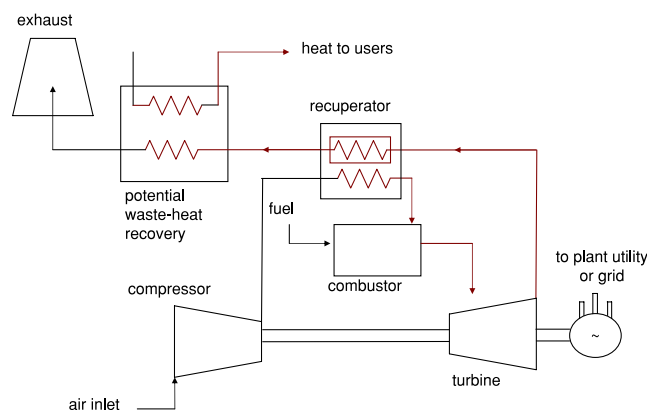 exhaust
heat to users
recuperator
potential
waste-heat
recovery
fuel
combustor
to plant utility
or grid
compressor
~
turbine
air inlet